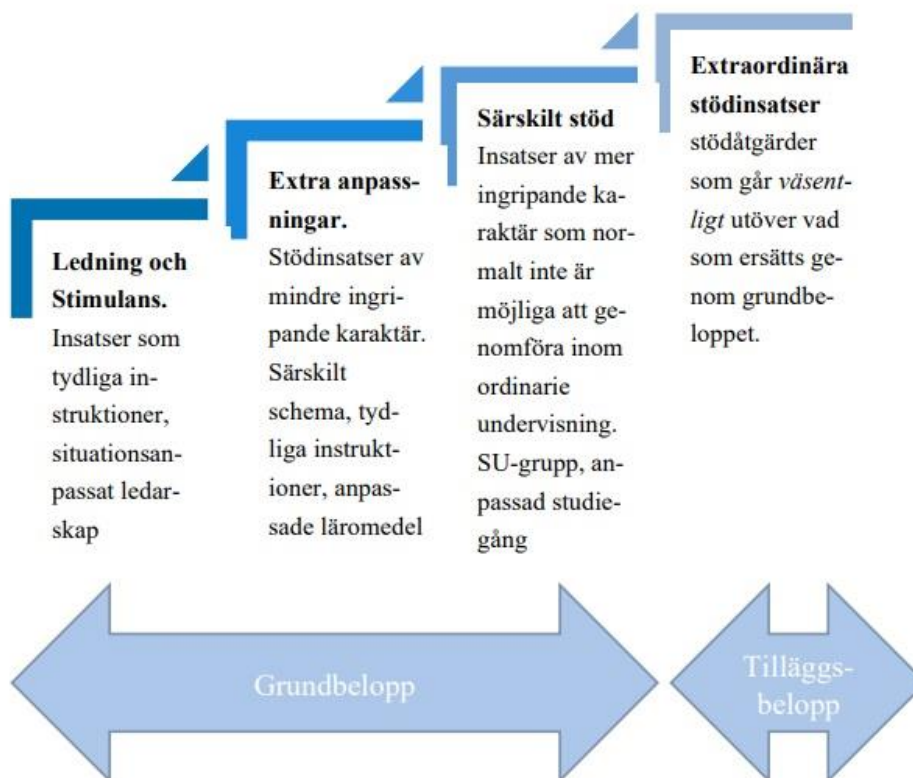 Ledning och
Stimulans.
Insatser som
tydliga in-
struktioner,
situationsan-
passat ledar-
skap
Extra anpass-
ningar.
Stödinsatser av
mindre ingri-
pande karaktär.
Särskilt
schema, tyd-
liga instrukt-
ioner, anpas-
sade läromedel
Särskilt stöd
Insatser av mer
ingripande ka-
raktär som nor-
malt inte är
möjliga att ge-
nomföra inom
ordinarie
undervisning.
SU-grupp, an-
passad studie-
gång
Extraordinära
stödinsatser
stödåtgärder
som går väsent-
ligt utöver vad
som ersätts ge-
nom grundbe-
loppet.
Grundbelopp
Tilläggs-
belopp